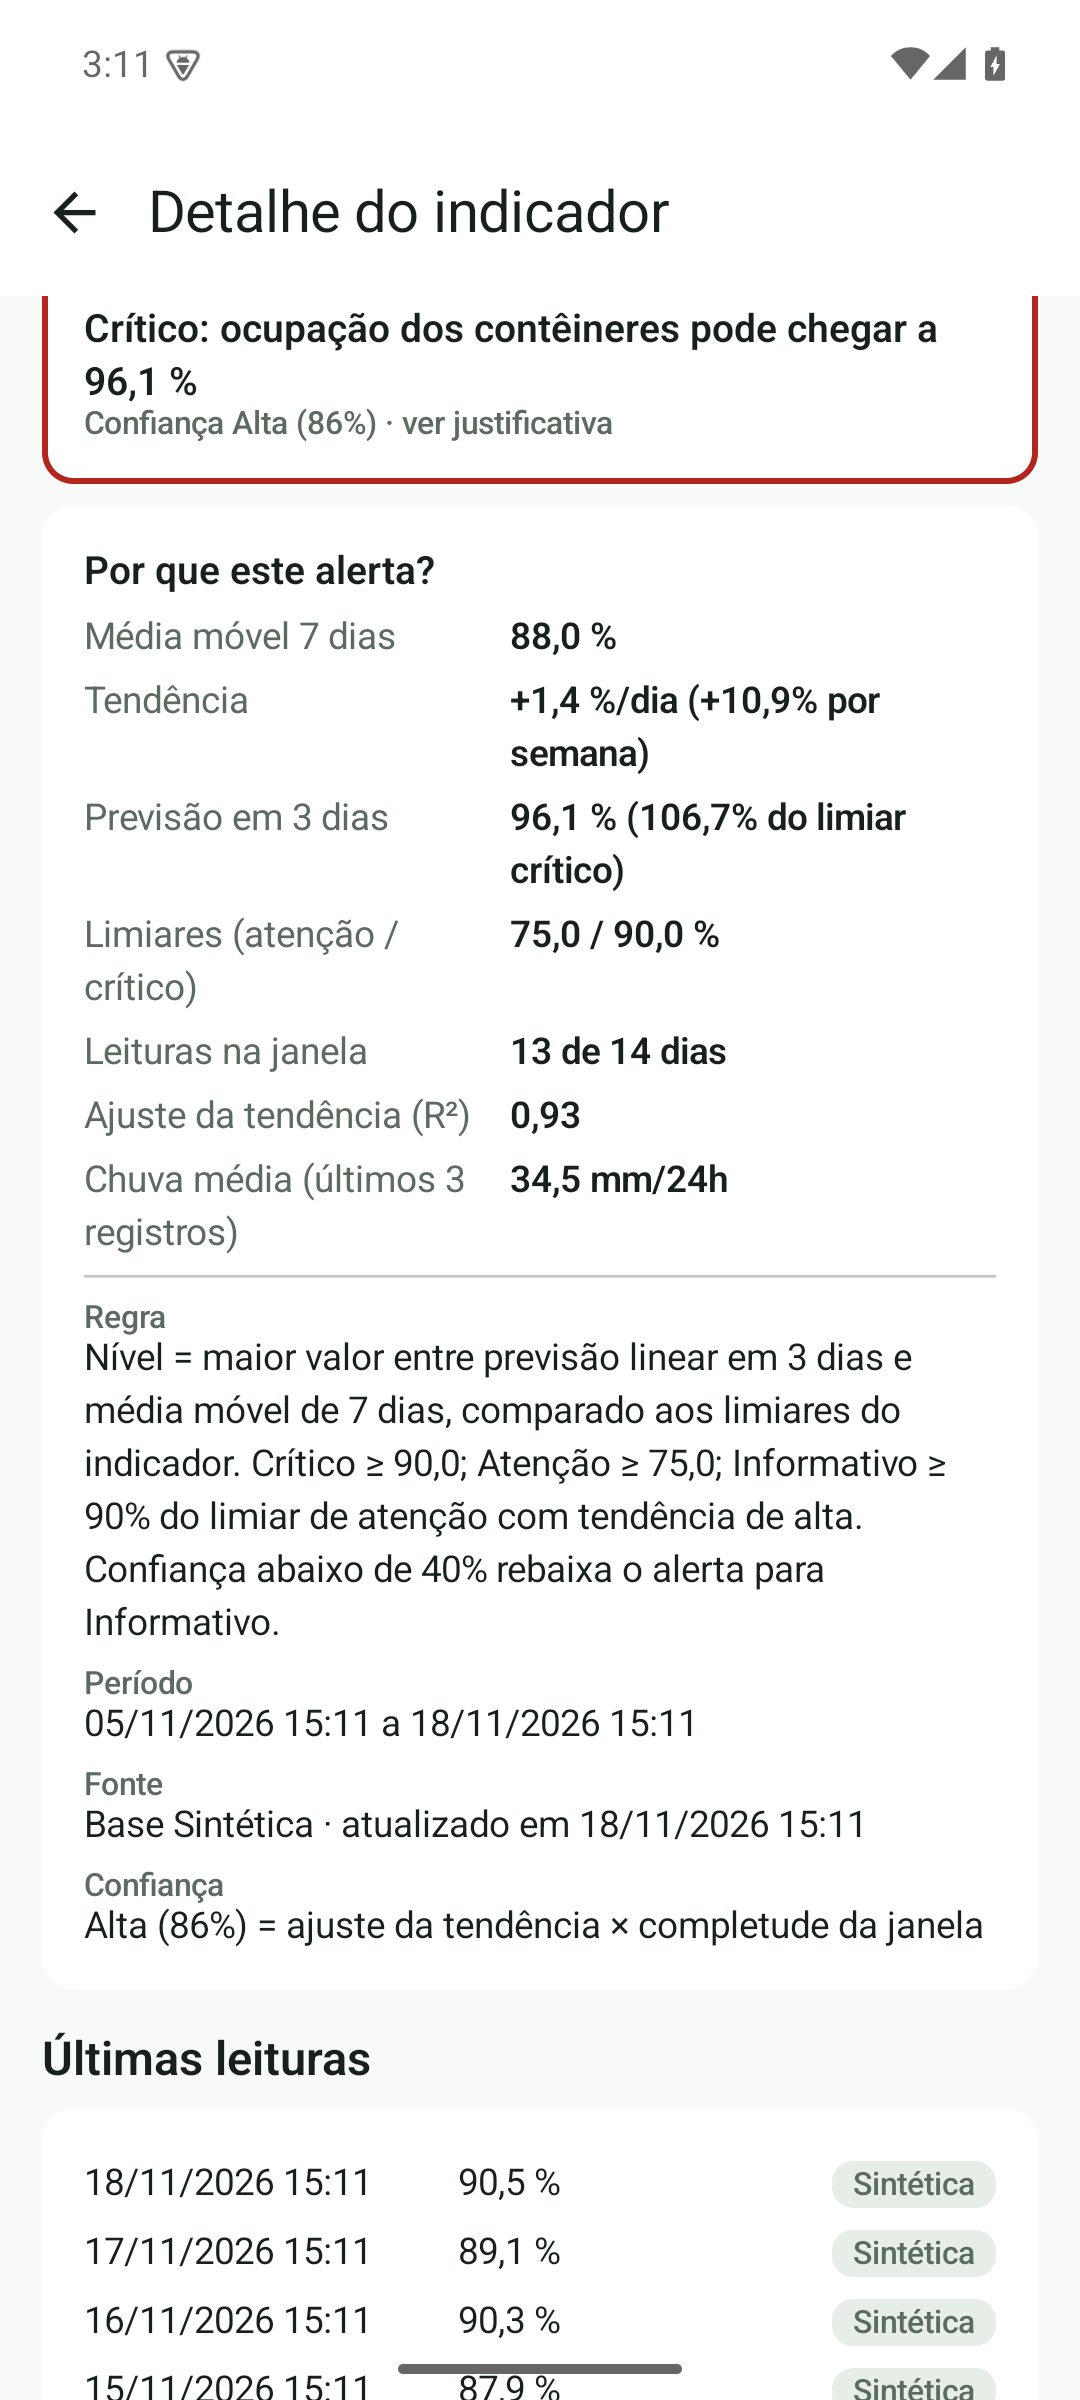 3:11
Detalhe do indicador
Crítico: ocupação dos contêineres pode chegar a
96,1 %
Confiança Alta (86%) · ver justificativa
Por que este alerta?
Média móvel 7 dias 88,0 %
Tendência +1,4 %/dia (+10,9% por
semana)
Previsão em 3 dias 96,1 % (106,7% do limiar
crítico)
Limiares (atenção / 75,0 / 90,0 %
crítico)
Leituras na janela 13 de 14 dias
Ajuste da tendência (R²) 0,93
Chuva média (últimos 3 34,5 mm/24h
registros)
Regra
Nível = maior valor entre previsão linear em 3 dias e
média móvel de 7 dias, comparado aos limiares do
indicador. Crítico ≥ 90,0; Atenção ≥ 75,0; Informativo ≥
90% do limiar de atenção com tendência de alta.
Confiança abaixo de 40% rebaixa o alerta para
Informativo.
Período
05/11/2026 15:11 a 18/11/2026 15:11
Fonte
Base Sintética · atualizado em 18/11/2026 15:11
Confiança
Alta (86%) = ajuste da tendência × completude da janela
Últimas leituras
18/11/2026 15:11 90,5 % Sintética
17/11/2026 15:11 89,1 % Sintética
16/11/2026 15:11 90,3 % Sintética
15/11/2026 15:11 87,9 % Sintética